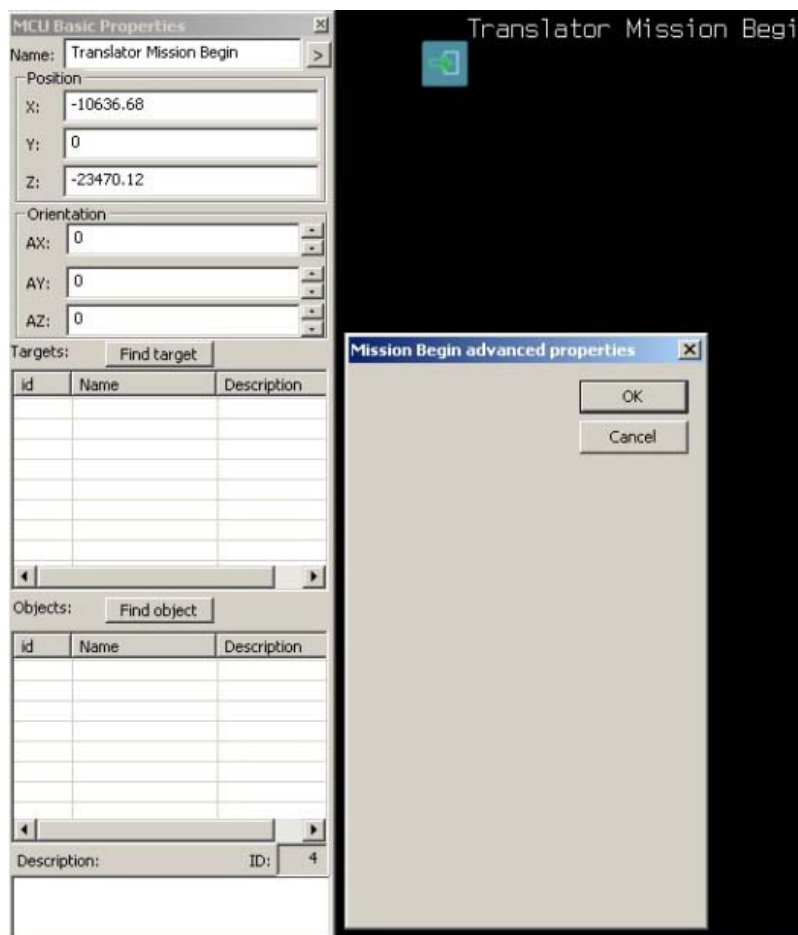 MCU Basic Properties
Name: Translator Mission Begin >
Position
X: -10636.68
Y: 0
Z: -23470.12
Orientation
AX: 0
AY: 0
AZ: 0
Targets: Find target
id Name Description
Objects: Find object
id Name Description
Description: ID: 4
Translator Mission Begi
Mission Begin advanced properties
OK
Cancel